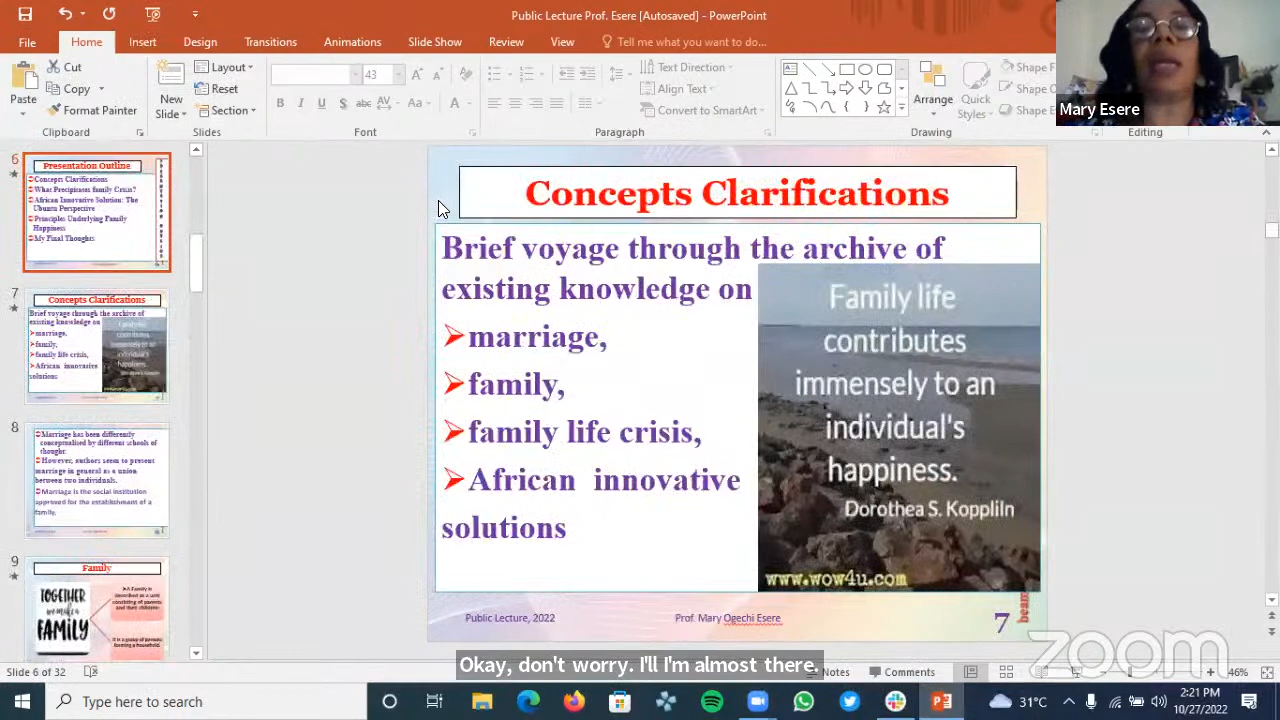 Public Lecture Prof. Esere [Autosaved] - PowerPoint
File Home Insert Design Transitions Animations Slide Show Review View Tell me what you want to do...
Paste
Cut
Copy
Format Painter
Clipboard
New
Slide
Layout
Reset
Section
Slides
43
Font
Text Direction
Align Text
Convert to SmartArt
Paragraph
Arrange
Quick
Styles
Shape F
Shape O
Shape E
Drawing
Editing
Mary Esere
6
Presentation Outline
Concepts Clarifications
What Precipitates family Crisis?
African Innovative Solution: The
Ubuntu Perspective
Principles Underlying Family
Happiness
My Final Thoughts
7
Concepts Clarifications
Brief voyage through the archive of
existing knowledge on
marriage,
family,
family life crisis,
African innovative
solutions
8
Marriage has been differently
conceptualised by different schools of
thought.
However, authors seem to present
marriage in general as a union
between two individuals.
Marriage is the social institution
approved for the establishment of a
family.
9
Family
TOGETHER
we make a
FAMILY
A Family is
described as a unit
consisting of parents
and their children
It is a group of persons
forming a household
Concepts Clarifications
Brief voyage through the archive of
existing knowledge on
marriage,
family,
family life crisis,
African innovative
solutions
Family life
contributes
immensely to an
individual's
happiness.
Dorothea S. Kopplin
www.wow4u.com
Public Lecture, 2022
Prof. Mary Ogechi Esere
7
zoom
Okay, don't worry. I'll I'm almost there.
Slide 6 of 32
Notes
Comments
46%
Type here to search
31°C
2:21 PM
10/27/2022